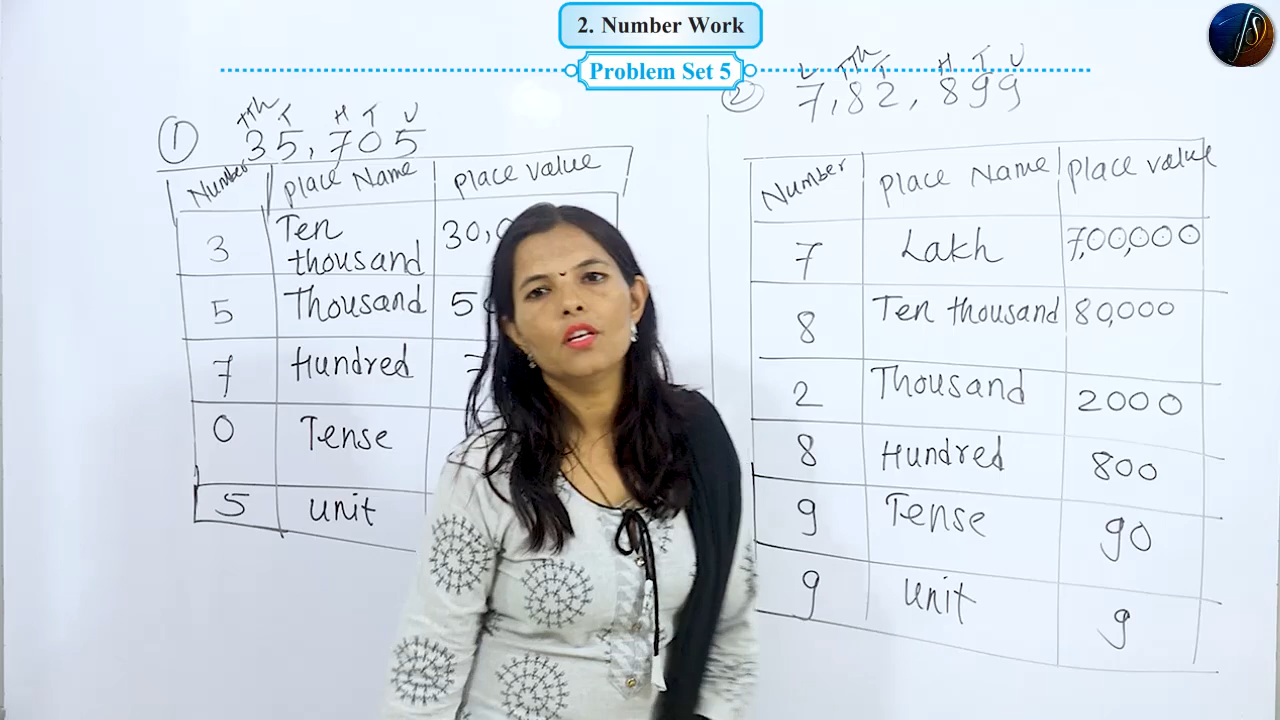 2. Number Work
Problem Set 5
1
TTh T H T U
35,705
Number Place Name Place Value
3 Ten thousand 30,
5 Thousand 5
7 Hundred
0 Tense
5 unit
2
L TTh T H T U
7,82,899
Number Place Name Place value
7 Lakh 7,00,000
8 Ten thousand 80,000
2 Thousand 2000
8 Hundred 800
9 Tense 90
9 Unit 9